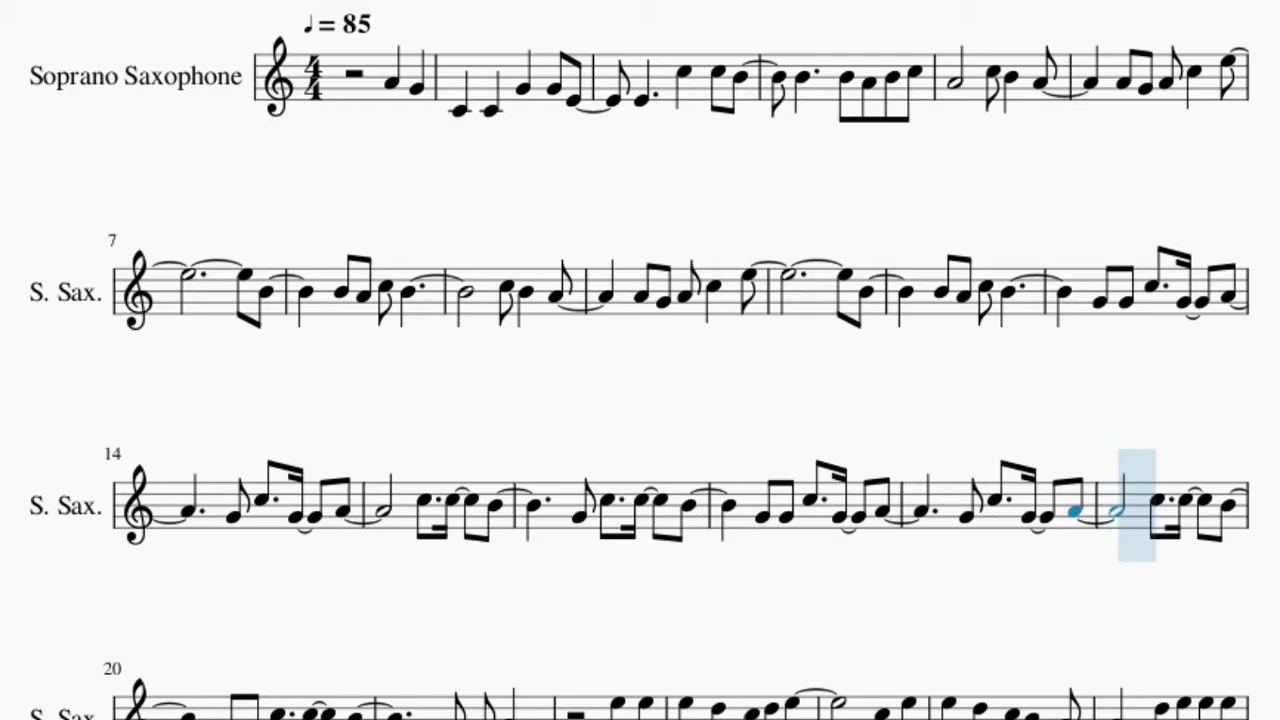 ♩ = 85
Soprano Saxophone
4
4
7
S. Sax.
14
S. Sax.
20
S. Sax.